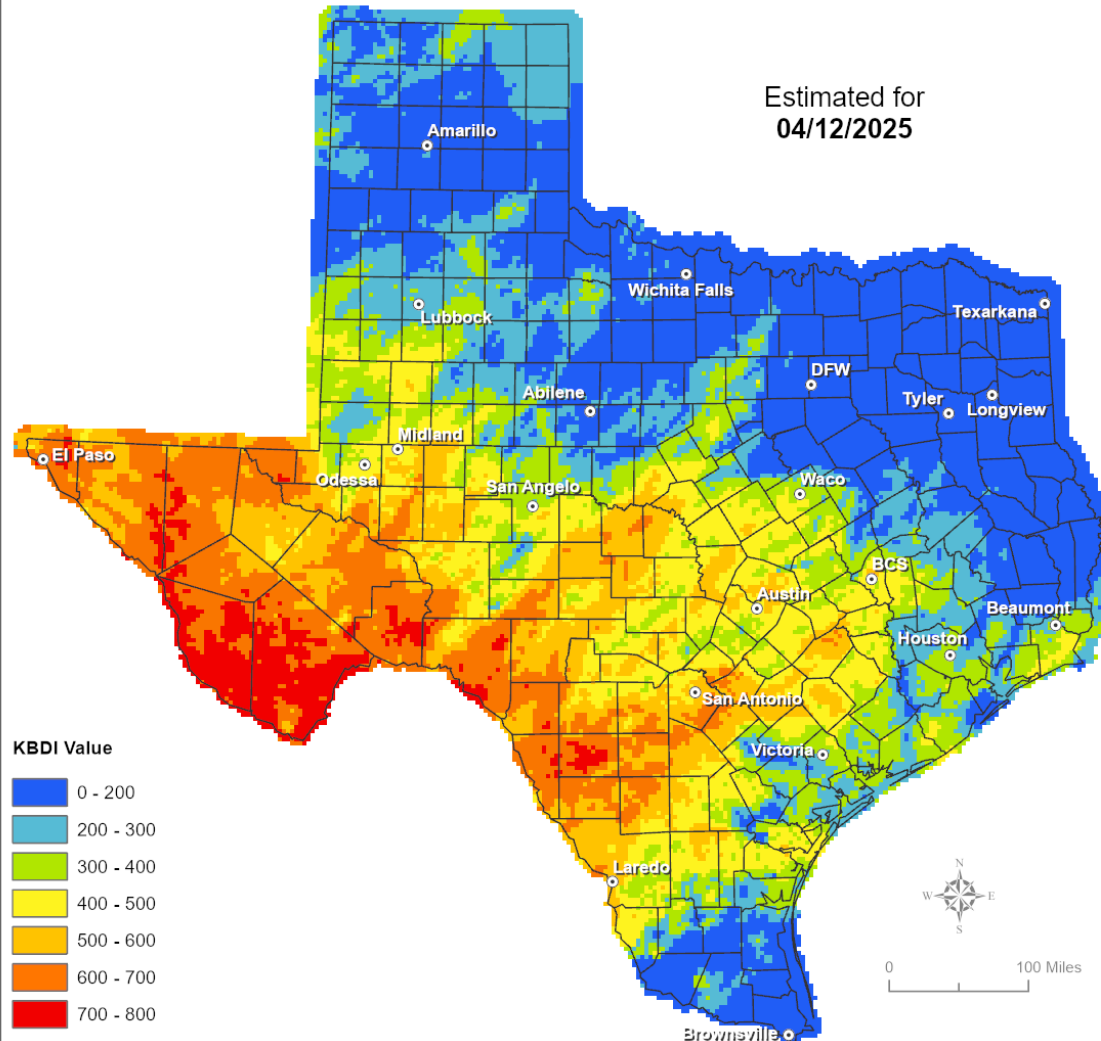 Estimated for
04/12/2025
Amarillo
Wichita Falls
Texarkana
Lubbock
DFW
Abilene
Tyler
Longview
Midland
El Paso
Odessa
San Angelo
Waco
BCS
Austin
Beaumont
Houston
San Antonio
Victoria
Laredo
Brownsville
KBDI Value
0 - 200
200 - 300
300 - 400
400 - 500
500 - 600
600 - 700
700 - 800
N
W E
S
0 100 Miles